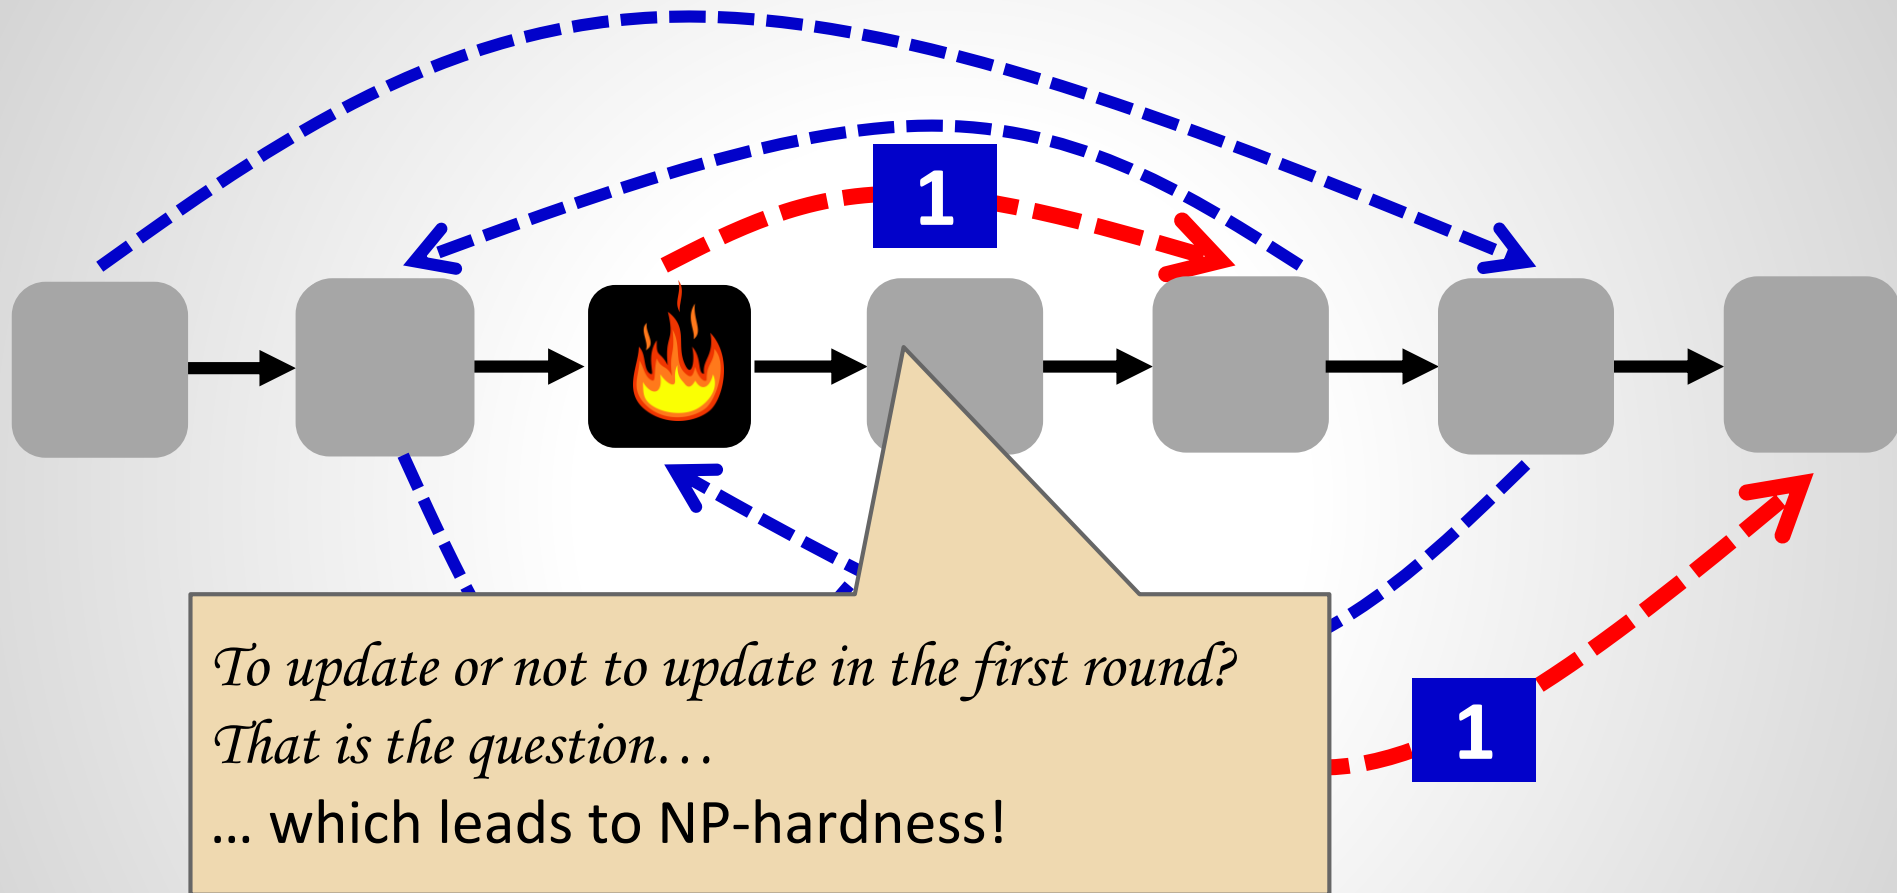 1
To update or not to update in the first round?
That is the question…
1
… which leads to NP-hardness!